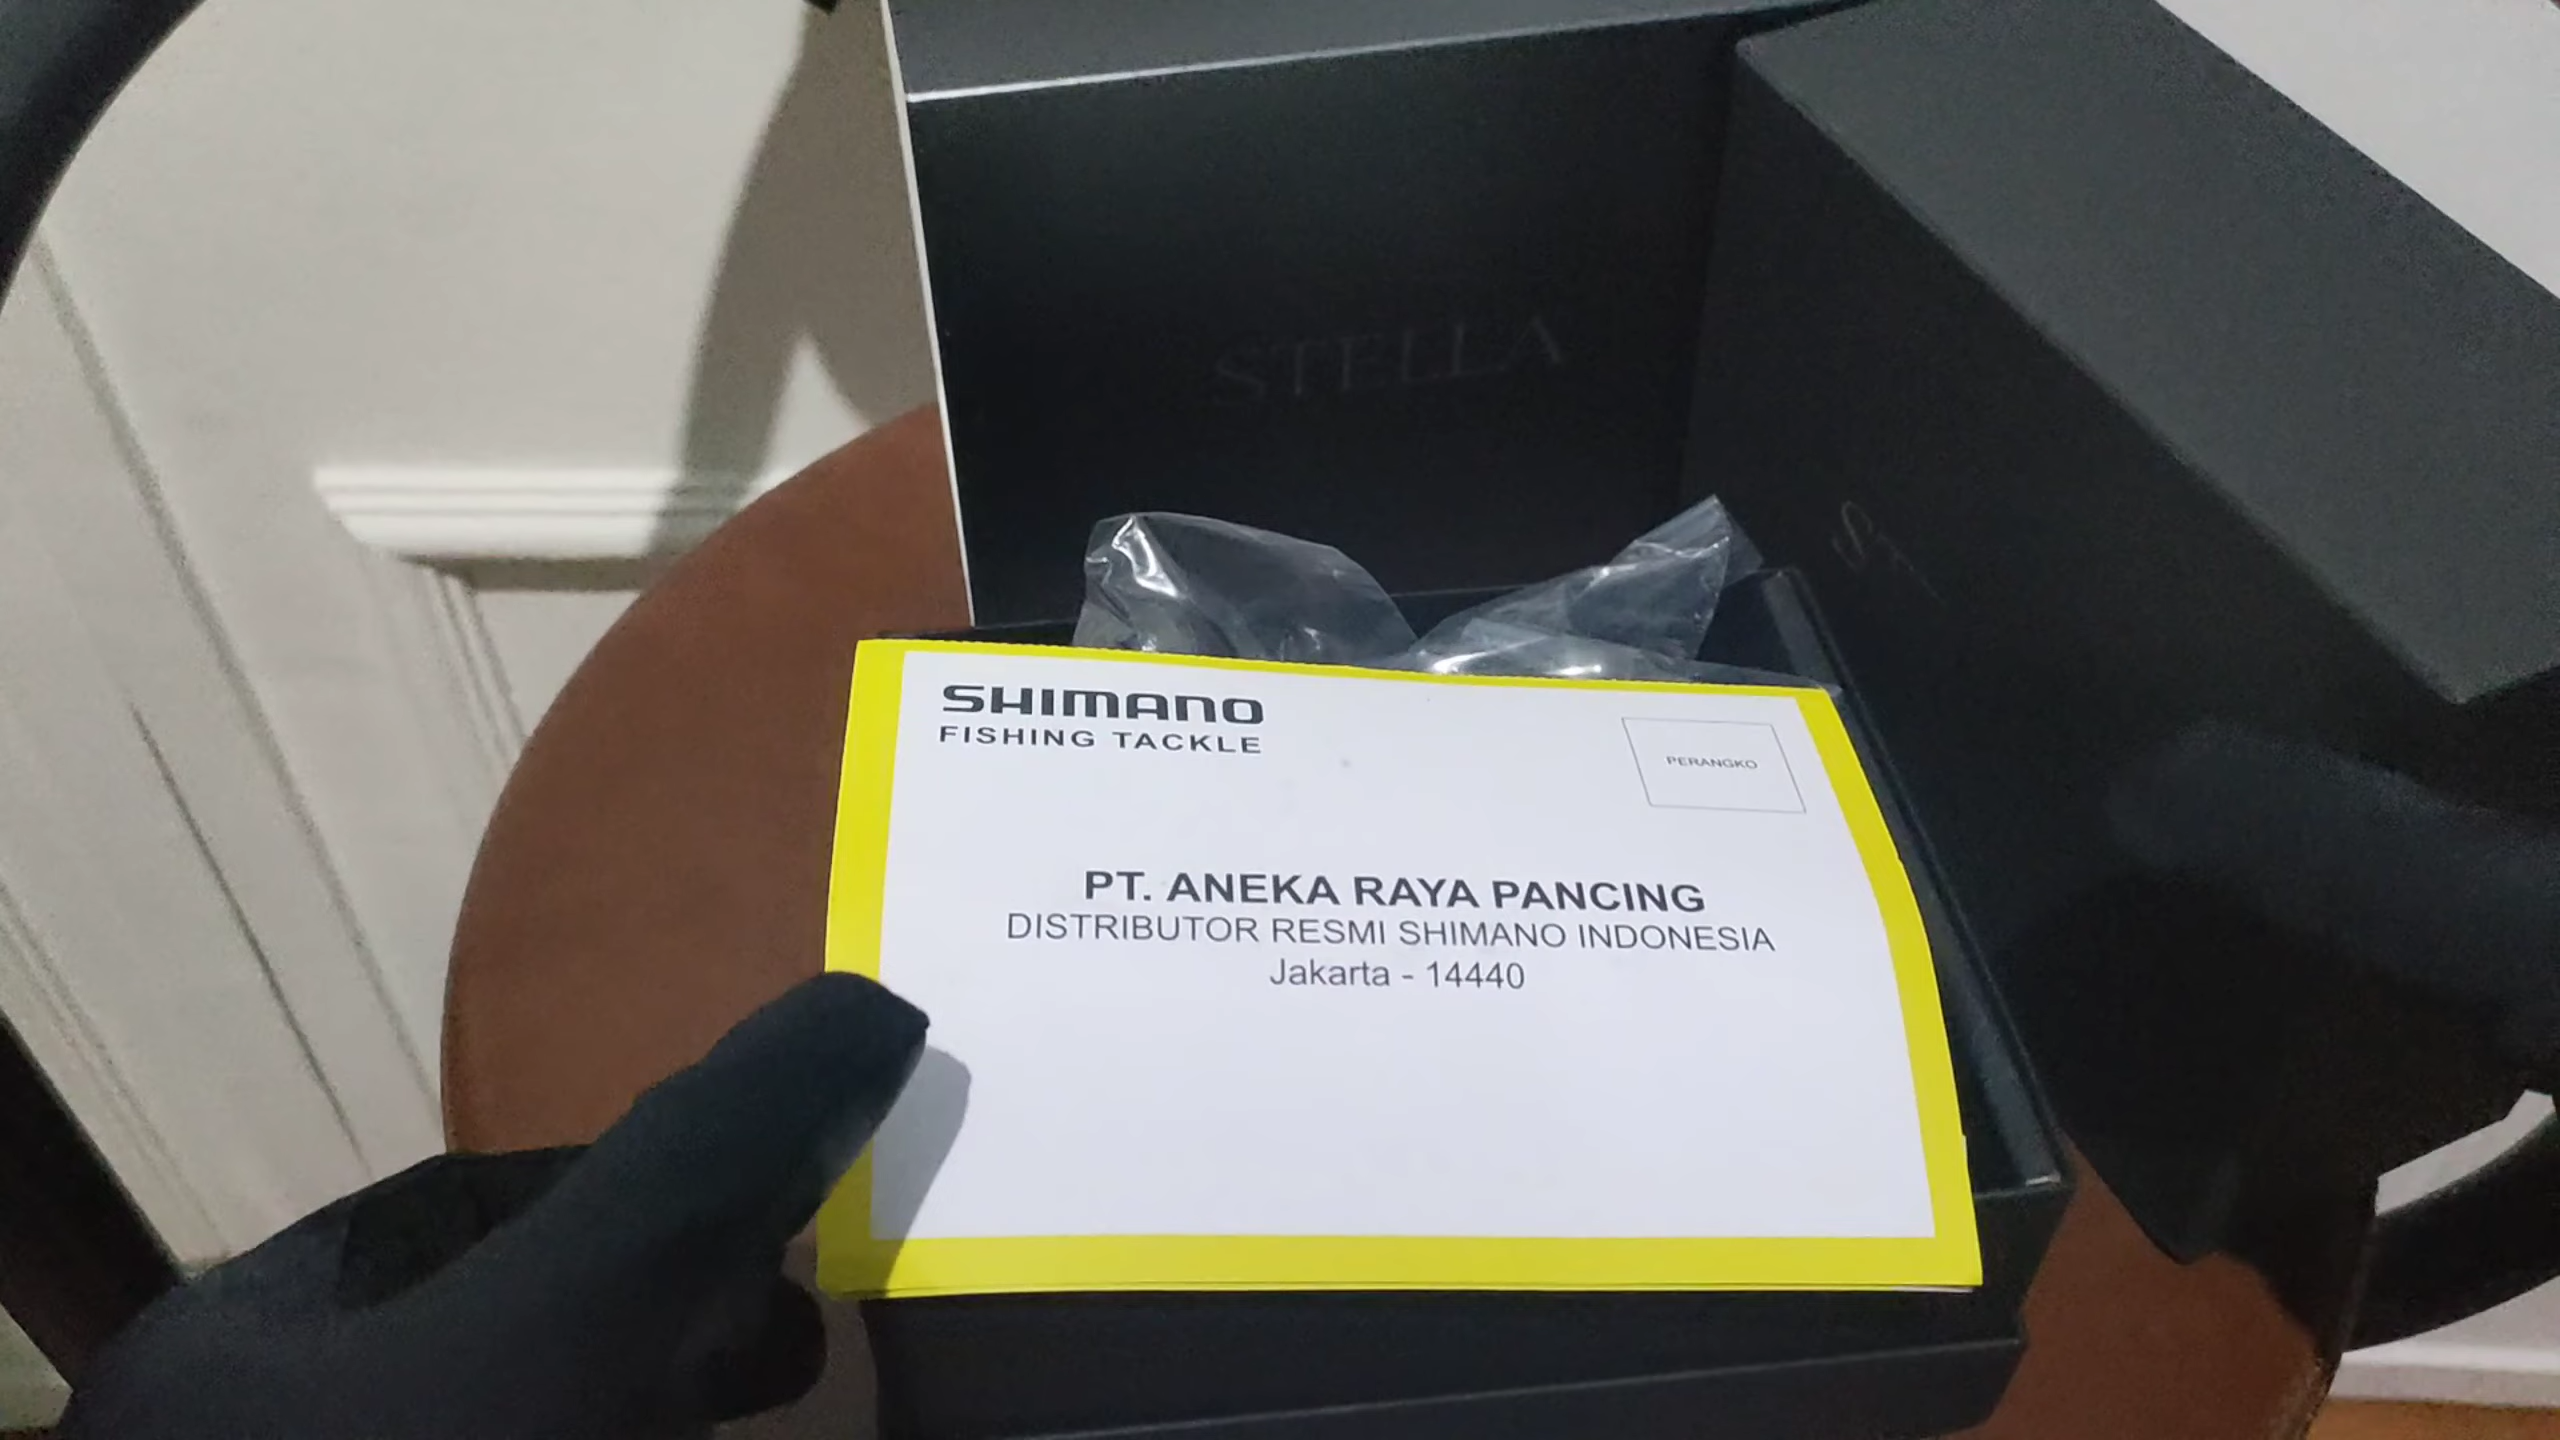 STELLA
SHIMANO
FISHING TACKLE
PERANGKO
PT. ANEKA RAYA PANCING
DISTRIBUTOR RESMI SHIMANO INDONESIA
Jakarta - 14440